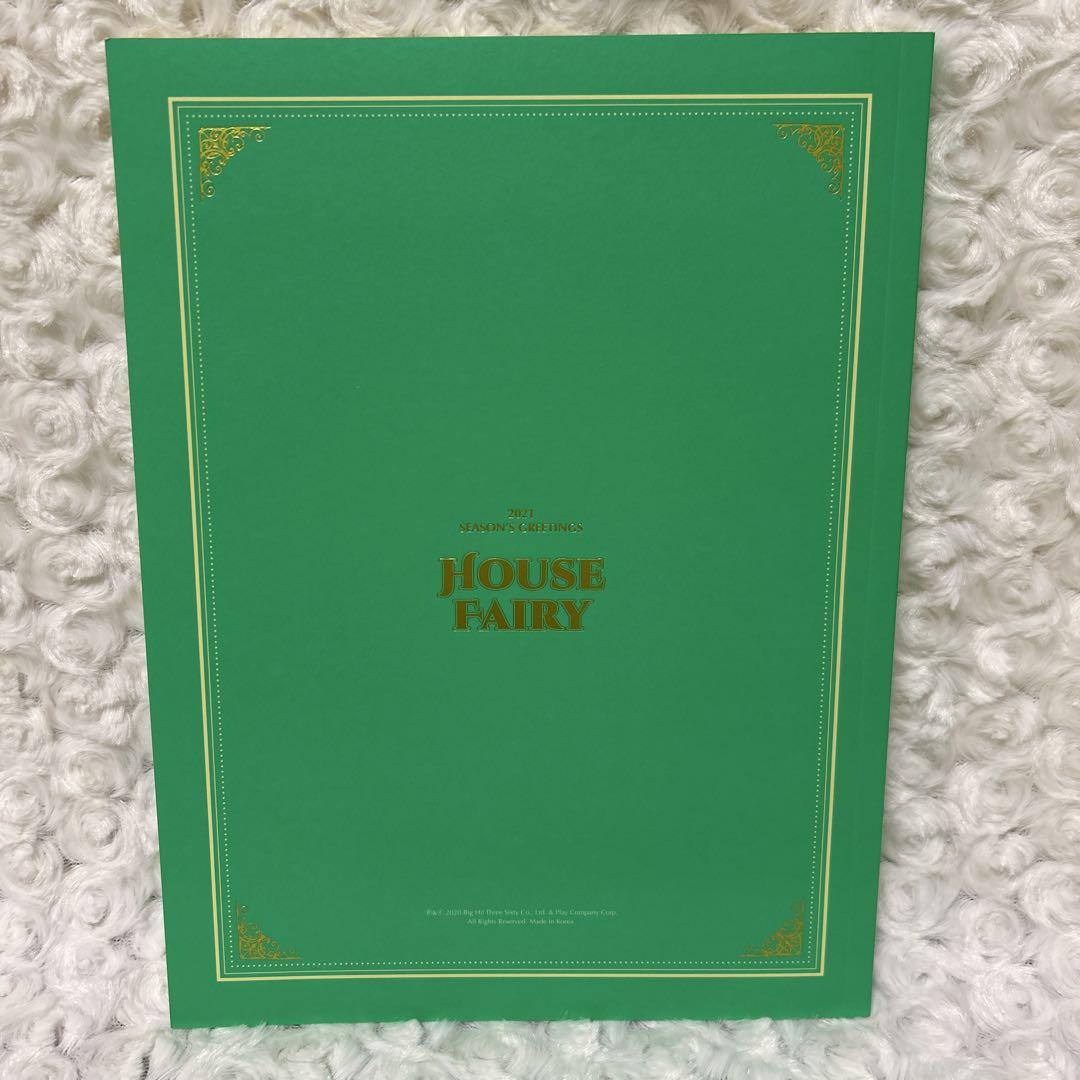 2021
SEASON'S GREETINGS
HOUSE
FAIRY
℗&© 2020 Big Hit Three Sixty Co., Ltd. & Play Company Corp.
All Rights Reserved. Made in Korea